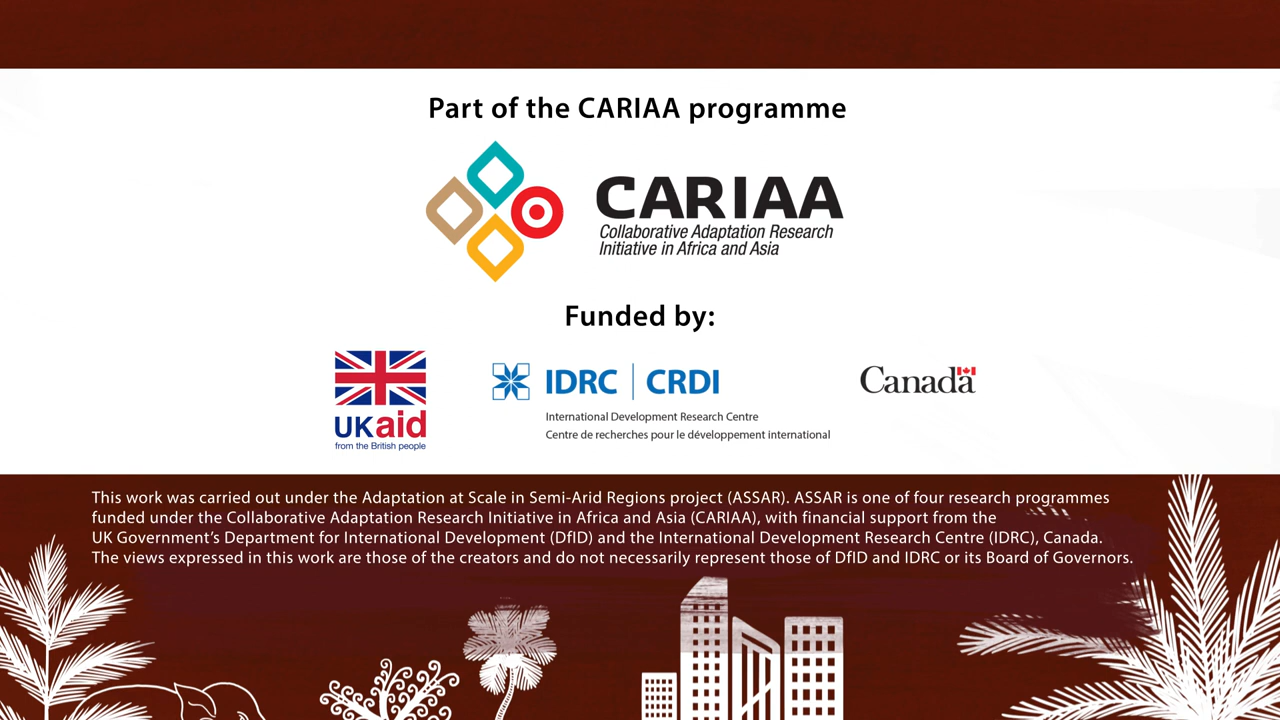 Part of the CARIAA programme
CARIAA
Collaborative Adaptation Research
Initiative in Africa and Asia
Funded by:
UKaid
from the British people
IDRC | CRDI
International Development Research Centre
Centre de recherches pour le développement international
Canada
This work was carried out under the Adaptation at Scale in Semi-Arid Regions project (ASSAR). ASSAR is one of four research programmes
funded under the Collaborative Adaptation Research Initiative in Africa and Asia (CARIAA), with financial support from the
UK Government’s Department for International Development (DfID) and the International Development Research Centre (IDRC), Canada.
The views expressed in this work are those of the creators and do not necessarily represent those of DfID and IDRC or its Board of Governors.